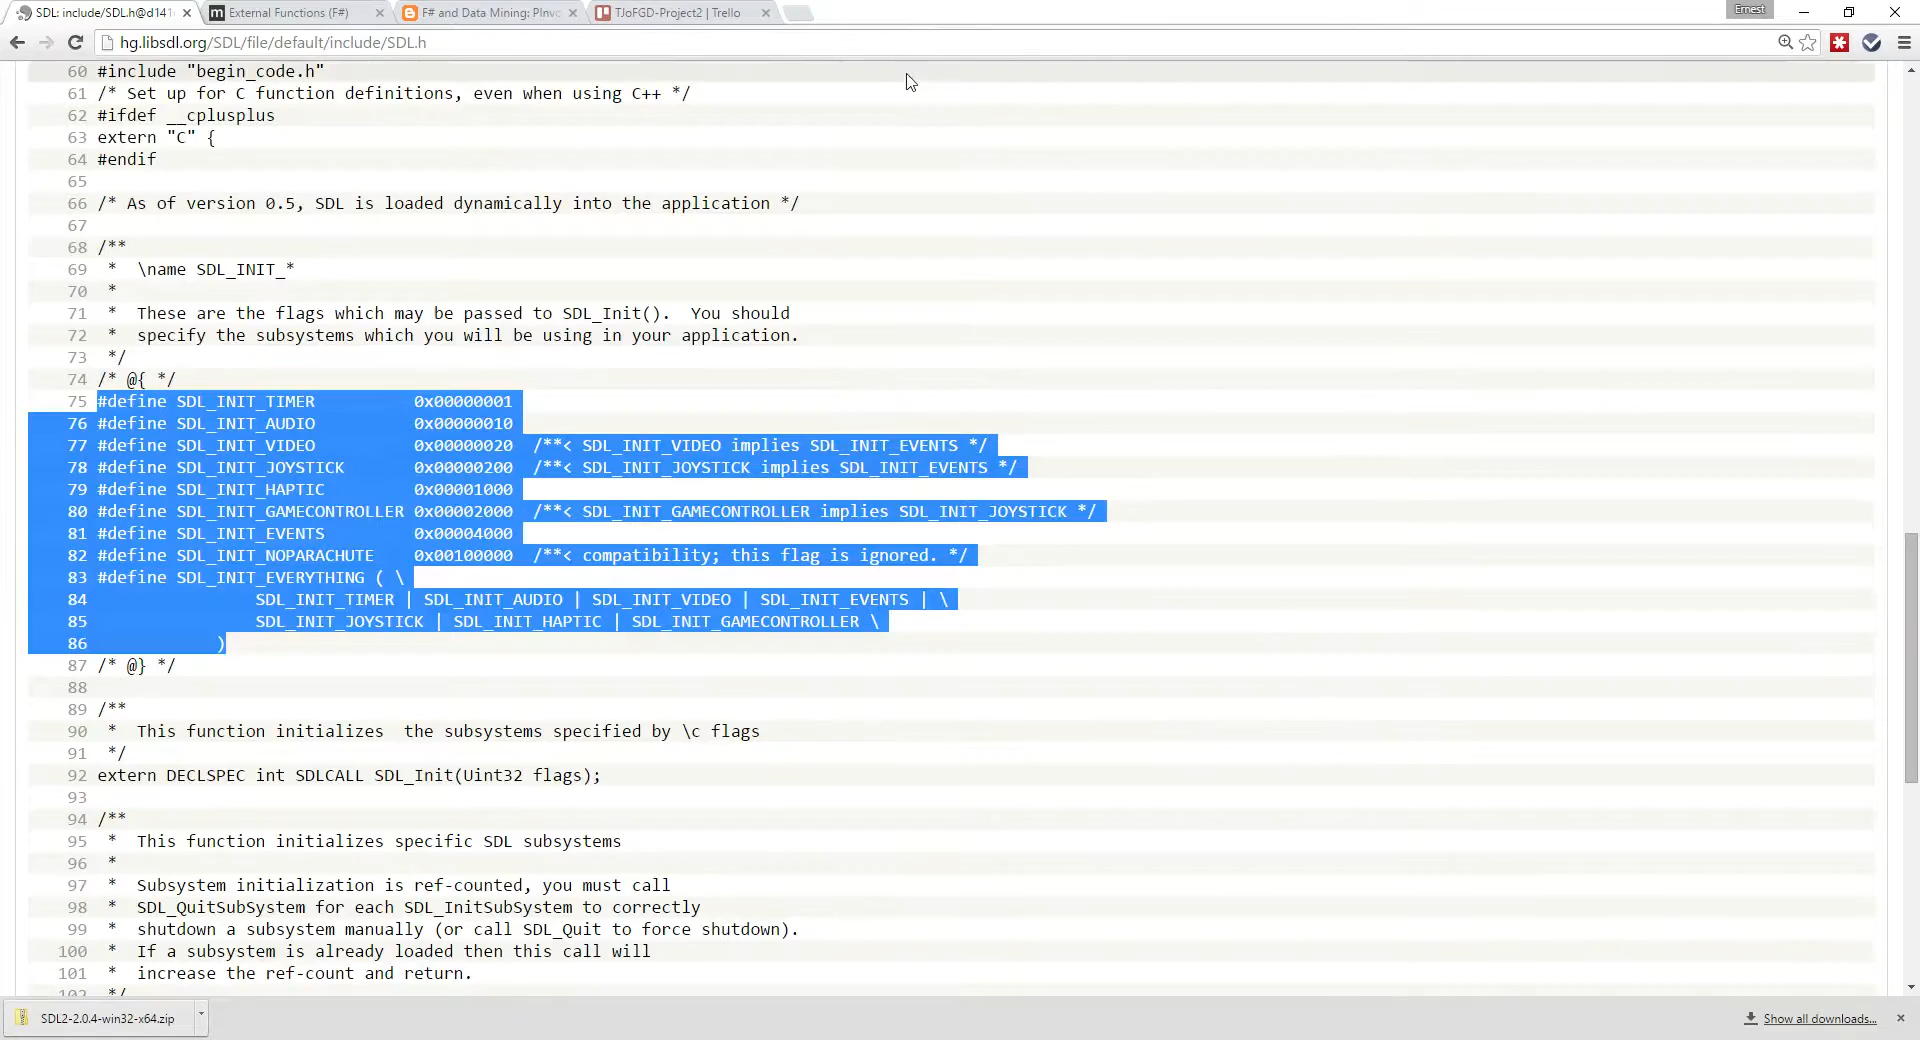 SDL: include/SDL.h@d141 External Functions (F#) F# and Data Mining: PInvo TJoFGD-Project2 | Trello Ernest
hg.libsdl.org/SDL/file/default/include/SDL.h
60 #include "begin_code.h"
61 /* Set up for C function definitions, even when using C++ */
62 #ifdef __cplusplus
63 extern "C" {
64 #endif
65
66 /* As of version 0.5, SDL is loaded dynamically into the application */
67
68 /**
69  *  \name SDL_INIT_*
70  *
71  *  These are the flags which may be passed to SDL_Init().  You should
72  *  specify the subsystems which you will be using in your application.
73  */
74 /* @{ */
75 #define SDL_INIT_TIMER          0x00000001
76 #define SDL_INIT_AUDIO          0x00000010
77 #define SDL_INIT_VIDEO          0x00000020  /**< SDL_INIT_VIDEO implies SDL_INIT_EVENTS */
78 #define SDL_INIT_JOYSTICK       0x00000200  /**< SDL_INIT_JOYSTICK implies SDL_INIT_EVENTS */
79 #define SDL_INIT_HAPTIC         0x00001000
80 #define SDL_INIT_GAMECONTROLLER 0x00002000  /**< SDL_INIT_GAMECONTROLLER implies SDL_INIT_JOYSTICK */
81 #define SDL_INIT_EVENTS         0x00004000
82 #define SDL_INIT_NOPARACHUTE    0x00100000  /**< compatibility; this flag is ignored. */
83 #define SDL_INIT_EVERYTHING ( \
84                 SDL_INIT_TIMER | SDL_INIT_AUDIO | SDL_INIT_VIDEO | SDL_INIT_EVENTS | \
85                 SDL_INIT_JOYSTICK | SDL_INIT_HAPTIC | SDL_INIT_GAMECONTROLLER \
86             )
87 /* @} */
88
89 /**
90  *  This function initializes  the subsystems specified by \c flags
91  */
92 extern DECLSPEC int SDLCALL SDL_Init(Uint32 flags);
93
94 /**
95  *  This function initializes specific SDL subsystems
96  *
97  *  Subsystem initialization is ref-counted, you must call
98  *  SDL_QuitSubSystem for each SDL_InitSubSystem to correctly
99  *  shutdown a subsystem manually (or call SDL_Quit to force shutdown).
100  *  If a subsystem is already loaded then this call will
101  *  increase the ref-count and return.
102  */
SDL2-2.0.4-win32-x64.zip Show all downloads...